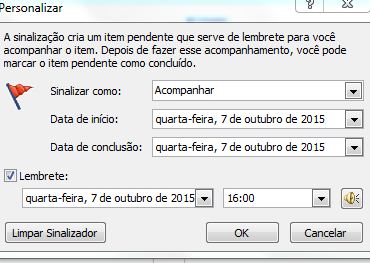 Personalizar
A sinalização cria um item pendente que serve de lembrete para você
acompanhar o item. Depois de fazer esse acompanhamento, você pode
marcar o item pendente como concluído.
Sinalizar como: Acompanhar
Data de início: quarta-feira, 7 de outubro de 2015
Data de conclusão: quarta-feira, 7 de outubro de 2015
Lembrete:
quarta-feira, 7 de outubro de 2015 16:00
Limpar Sinalizador OK Cancelar